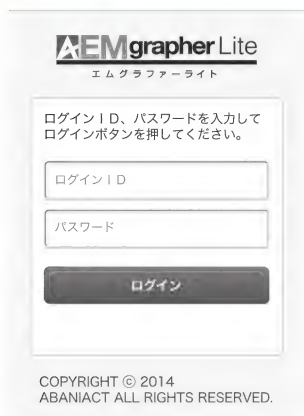 AEMgrapher Lite
エムグラファーライト
ログインID、パスワードを入力して
ログインボタンを押してください。
ログインID
パスワード
ログイン
COPYRIGHT © 2014
ABANIACT ALL RIGHTS RESERVED.